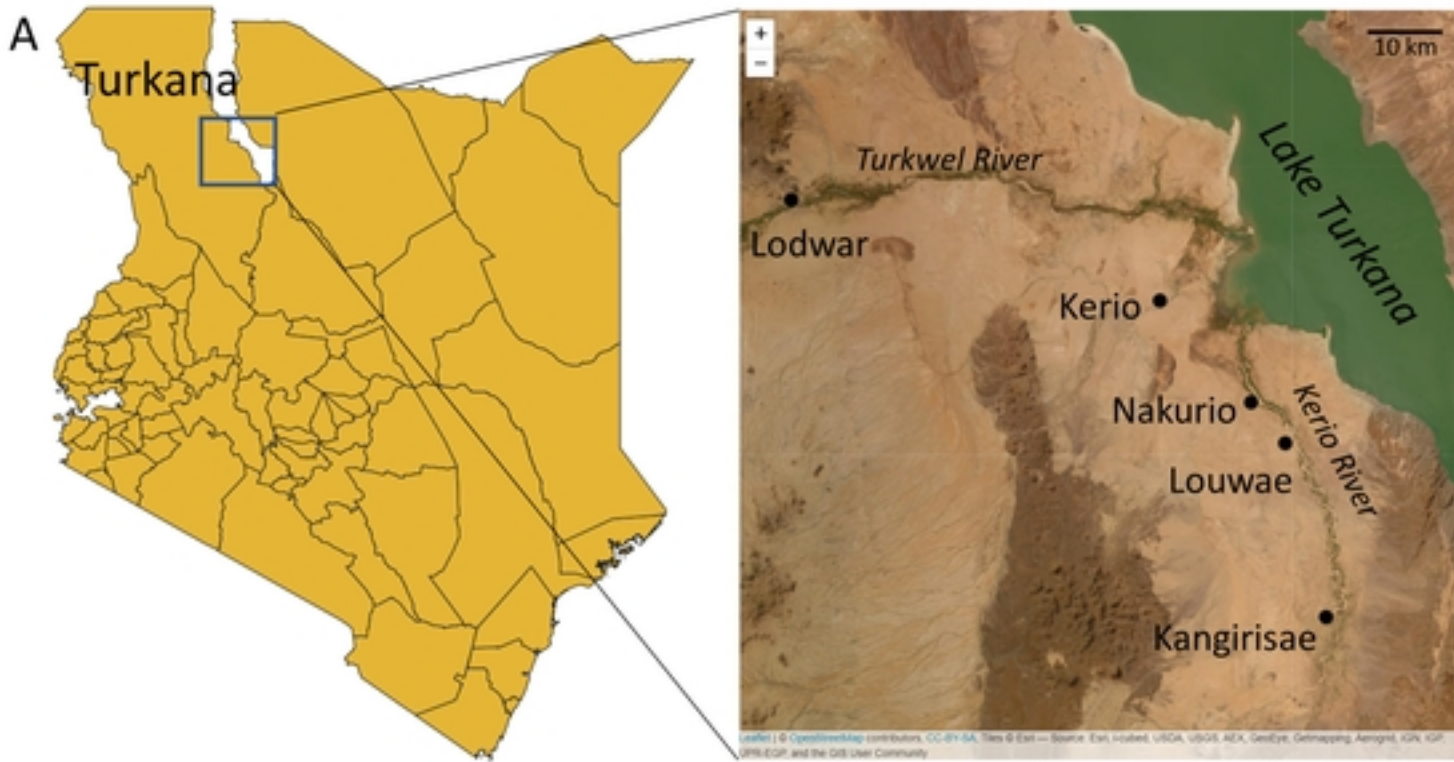 A
Turkana
+
−
10 km
Turkwel River
Lake Turkana
Lodwar
Kerio
Nakurio
Kerio River
Louwae
Kangirisae
Leaflet | © OpenStreetMap contributors, CC-BY-SA, Tiles © Esri — Source: Esri, i-cubed, USDA, USGS, AEX, GeoEye, Getmapping, Aerogrid, IGN, IGP,
UPR-EGP, and the GIS User Community